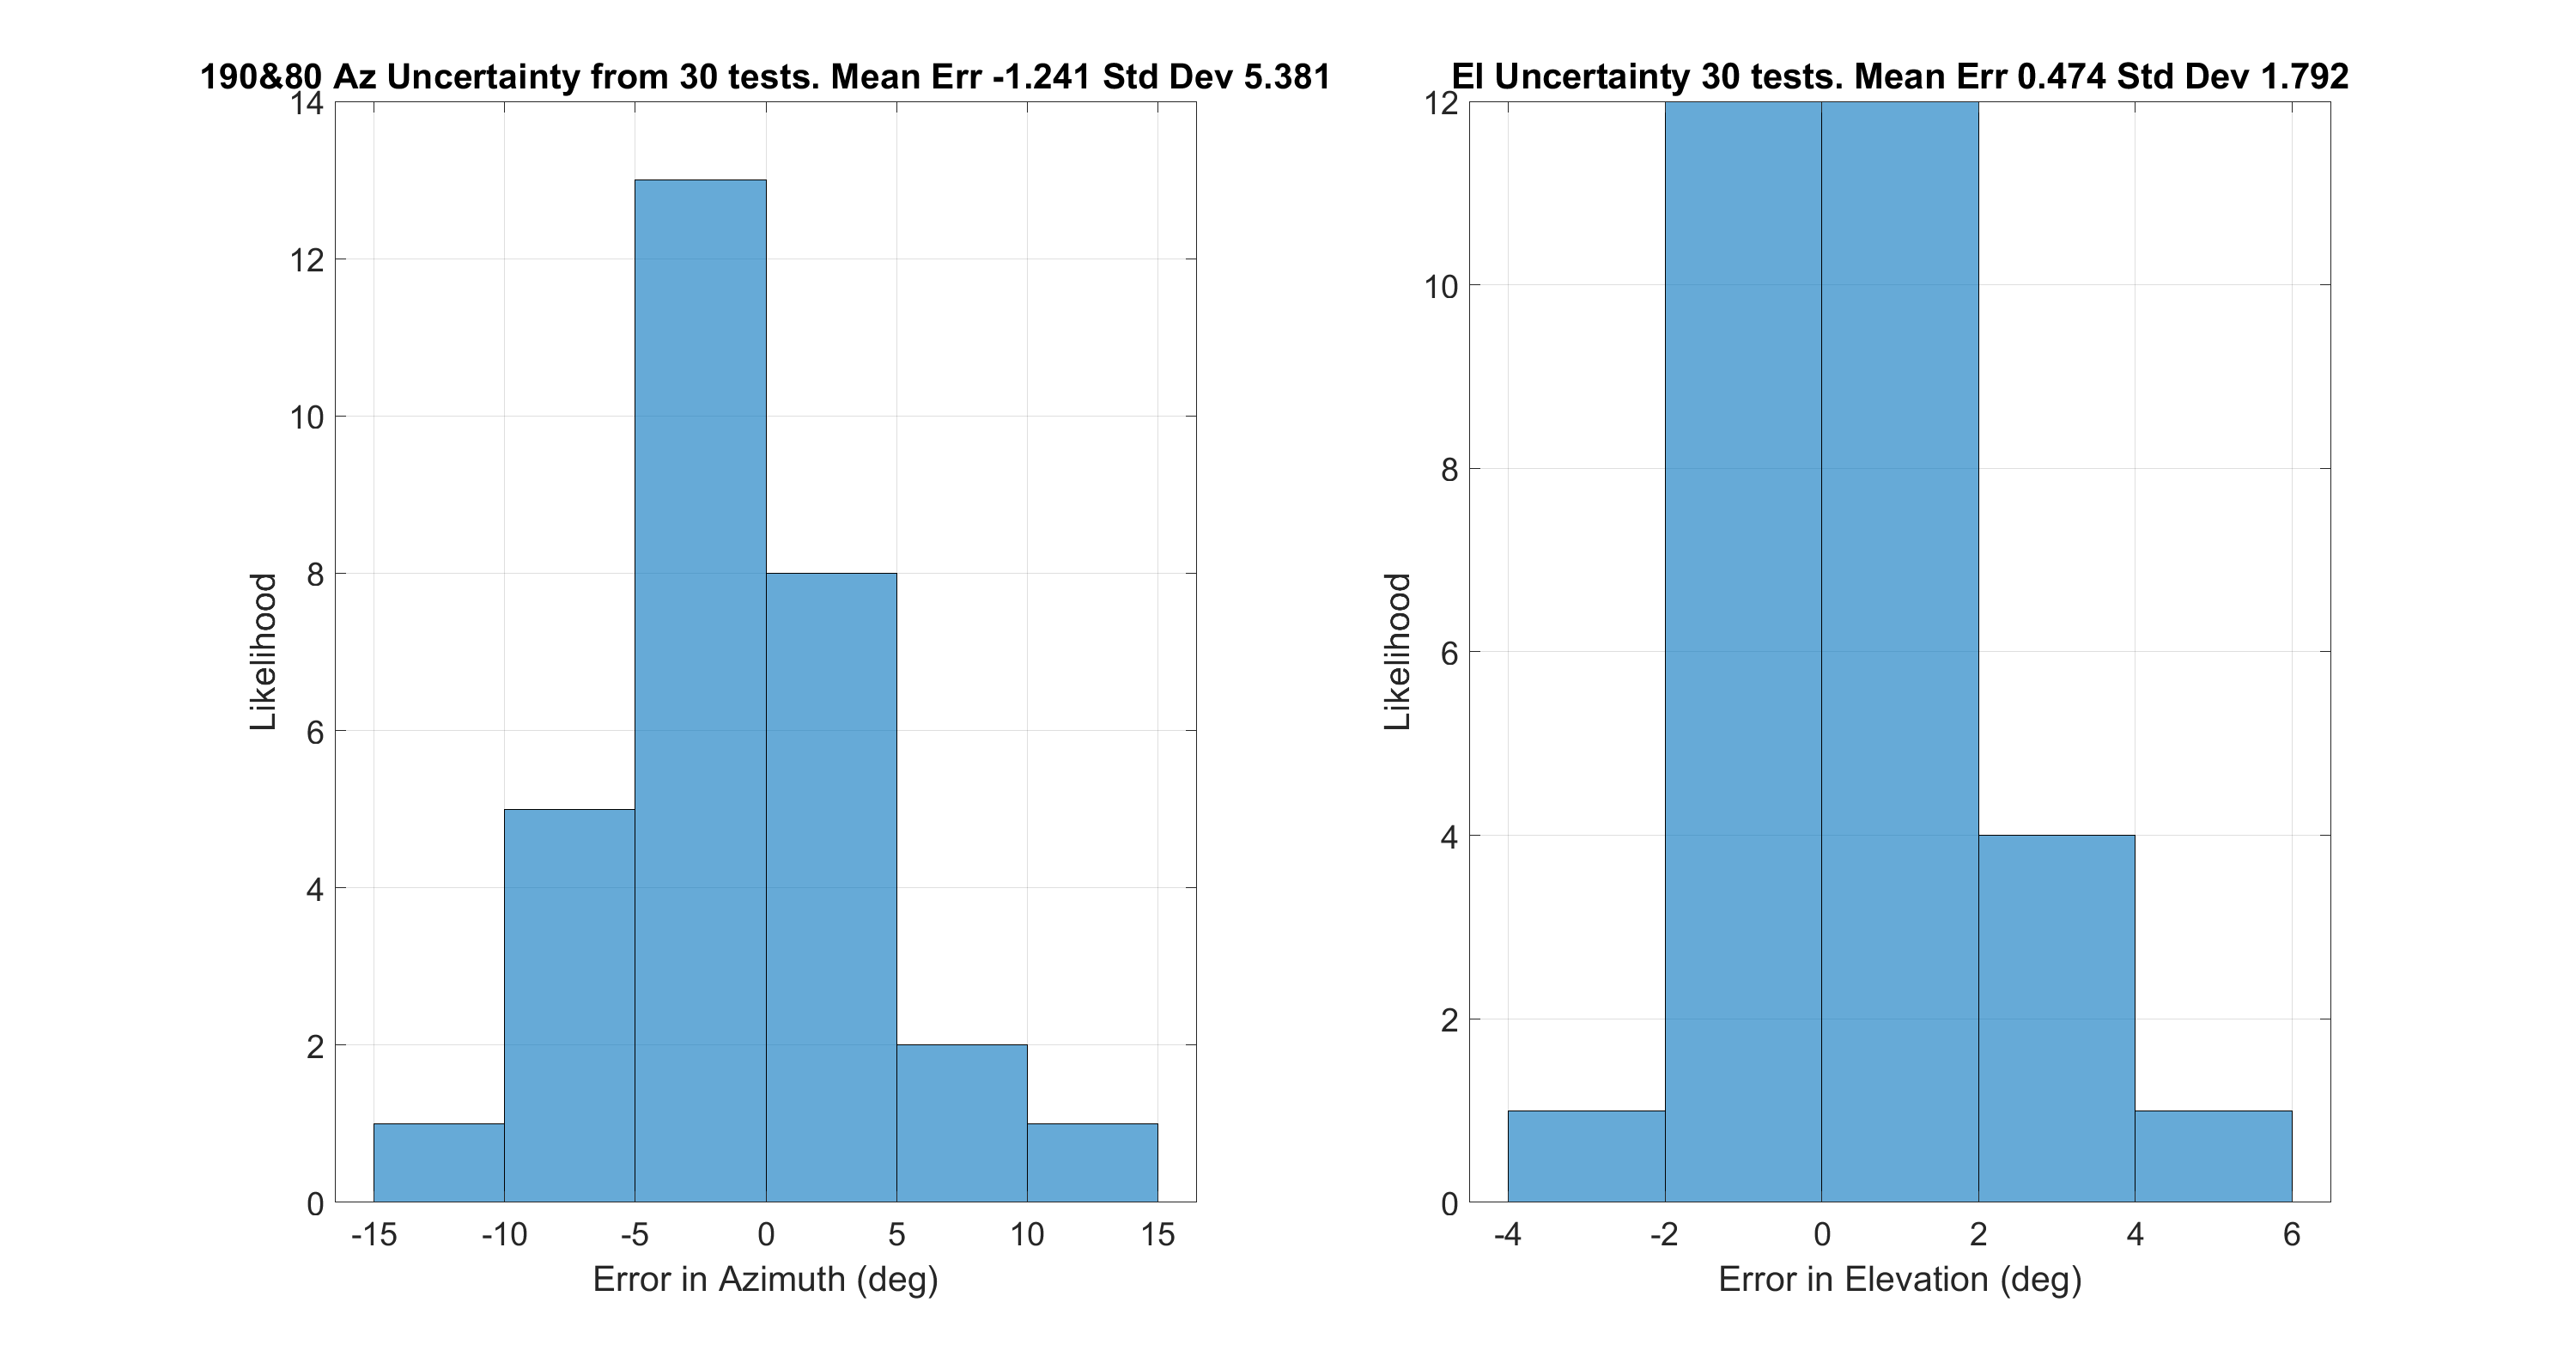 190&80 Az Uncertainty from 30 tests. Mean Err -1.241 Std Dev 5.381
14
12
10
8
6
4
2
0
Likelihood
-15 -10 -5 0 5 10 15
Error in Azimuth (deg)
El Uncertainty 30 tests. Mean Err 0.474 Std Dev 1.792
12
10
8
6
4
2
0
Likelihood
-4 -2 0 2 4 6
Error in Elevation (deg)